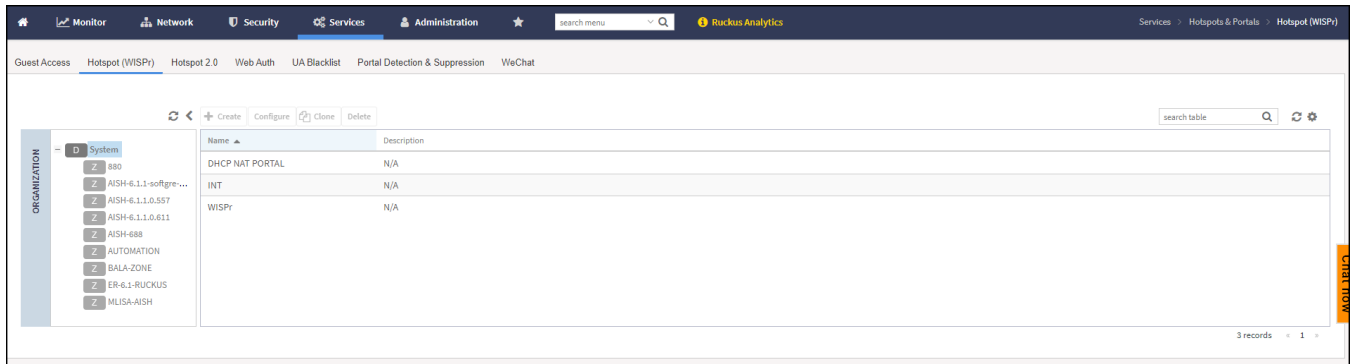 Monitor Network Security Services Administration search menu Ruckus Analytics Services > Hotspots & Portals > Hotspot (WISPr)
Guest Access Hotspot (WISPr) Hotspot 2.0 Web Auth UA Blacklist Portal Detection & Suppression WeChat
+ Create Configure Clone Delete search table
ORGANIZATION
Name Description
− D System
Z 880
Z AISH-6.1.1-softgre-...
Z AISH-6.1.1.0.557
Z AISH-6.1.1.0.611
Z AISH-688
Z AUTOMATION
Z BALA-ZONE
Z ER-6.1-RUCKUS
Z MLISA-AISH
DHCP NAT PORTAL N/A
INT N/A
WISPr N/A
Chat now
3 records « 1 »